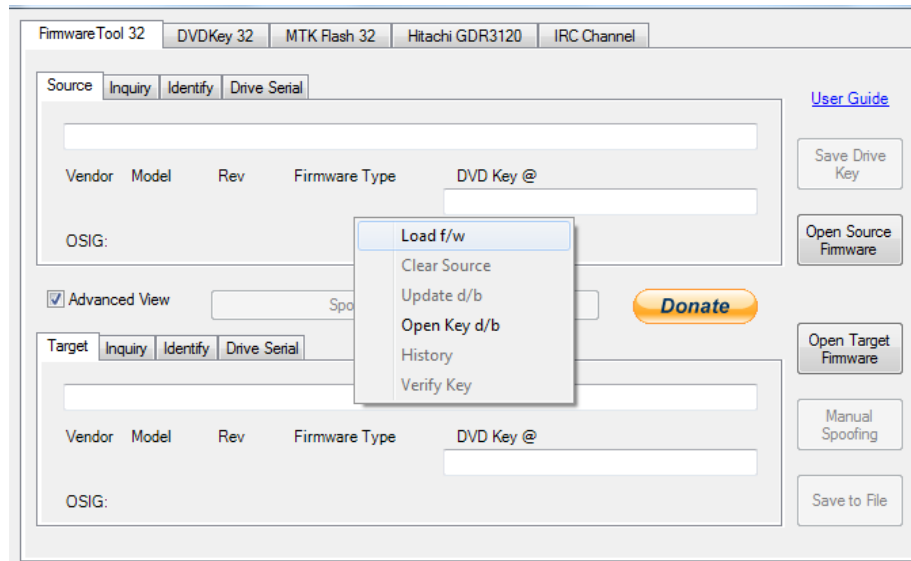 FirmwareTool 32 DVDKey 32 MTK Flash 32 Hitachi GDR3120 IRC Channel
Source Inquiry Identify Drive Serial
User Guide
Save Drive
Key
Vendor Model Rev Firmware Type DVD Key @
Open Source
Firmware
OSIG:
Load f/w
Clear Source
Update d/b
Open Key d/b
History
Verify Key
Advanced View
Spo
Donate
Open Target
Firmware
Target Inquiry Identify Drive Serial
Manual
Spoofing
Vendor Model Rev Firmware Type DVD Key @
OSIG:
Save to File